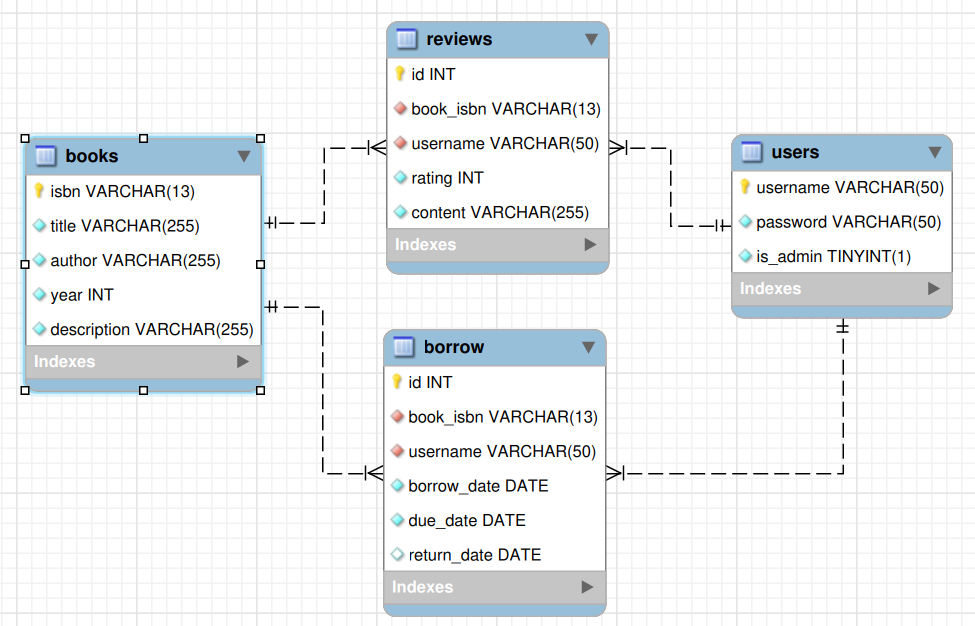 reviews
id INT
book_isbn VARCHAR(13)
username VARCHAR(50)
rating INT
content VARCHAR(255)
Indexes
books
isbn VARCHAR(13)
title VARCHAR(255)
author VARCHAR(255)
year INT
description VARCHAR(255)
Indexes
users
username VARCHAR(50)
password VARCHAR(50)
is_admin TINYINT(1)
Indexes
borrow
id INT
book_isbn VARCHAR(13)
username VARCHAR(50)
borrow_date DATE
due_date DATE
return_date DATE
Indexes